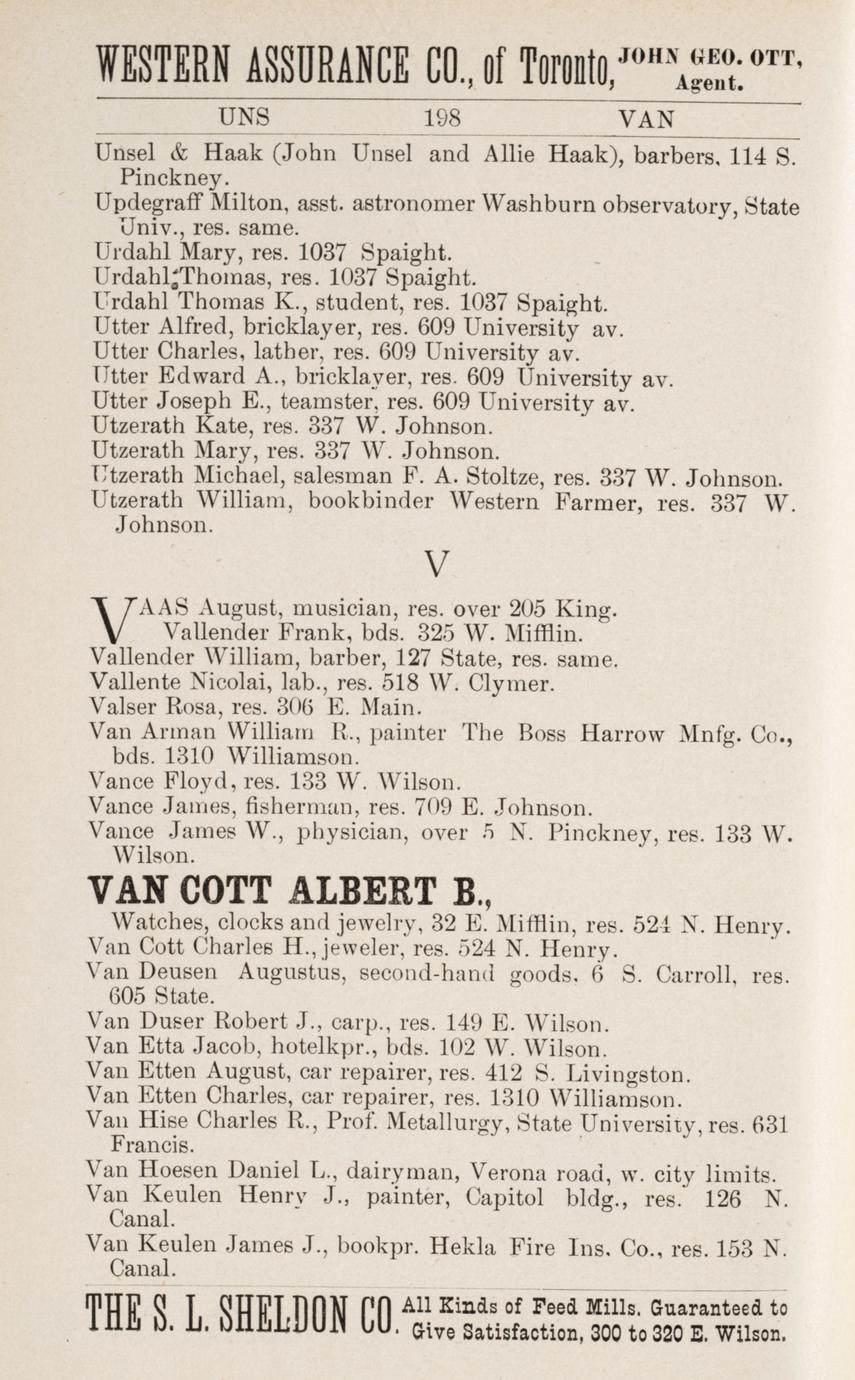 WESTERN ASSURANCE CO., of Toronto, JOHN GEO. OTT, Agent.
UNS 198 VAN
Unsel & Haak (John Unsel and Allie Haak), barbers, 114 S.
Pinckney.
Updegraff Milton, asst. astronomer Washburn observatory, State
Univ., res. same.
Urdahl Mary, res. 1037 Spaight.
Urdahl Thomas, res. 1037 Spaight.
Urdahl Thomas K., student, res. 1037 Spaight.
Utter Alfred, bricklayer, res. 609 University av.
Utter Charles, lather, res. 609 University av.
Utter Edward A., bricklayer, res. 609 University av.
Utter Joseph E., teamster, res. 609 University av.
Utzerath Kate, res. 337 W. Johnson.
Utzerath Mary, res. 337 W. Johnson.
Utzerath Michael, salesman F. A. Stoltze, res. 337 W. Johnson.
Utzerath William, bookbinder Western Farmer, res. 337 W.
Johnson.
V
VAAS August, musician, res. over 205 King.
Vallender Frank, bds. 325 W. Mifflin.
Vallender William, barber, 127 State, res. same.
Vallente Nicolai, lab., res. 518 W. Clymer.
Valser Rosa, res. 306 E. Main.
Van Arman William R., painter The Boss Harrow Mnfg. Co.,
bds. 1310 Williamson.
Vance Floyd, res. 133 W. Wilson.
Vance James, fisherman, res. 709 E. Johnson.
Vance James W., physician, over 5 N. Pinckney, res. 133 W.
Wilson.
VAN COTT ALBERT B.,
Watches, clocks and jewelry, 32 E. Mifflin, res. 524 N. Henry.
Van Cott Charles H., jeweler, res. 524 N. Henry.
Van Deusen Augustus, second-hand goods, 6 S. Carroll, res.
605 State.
Van Duser Robert J., carp., res. 149 E. Wilson.
Van Etta Jacob, hotelkpr., bds. 102 W. Wilson.
Van Etten August, car repairer, res. 412 S. Livingston.
Van Etten Charles, car repairer, res. 1310 Williamson.
Van Hise Charles R., Prof. Metallurgy, State University, res. 631
Francis.
Van Hoesen Daniel L., dairyman, Verona road, w. city limits.
Van Keulen Henry J., painter, Capitol bldg., res. 126 N.
Canal.
Van Keulen James J., bookpr. Hekla Fire Ins. Co., res. 153 N.
Canal.
THE S. L. SHELDON CO. All Kinds of Feed Mills. Guaranteed to
Give Satisfaction, 300 to 320 E. Wilson.